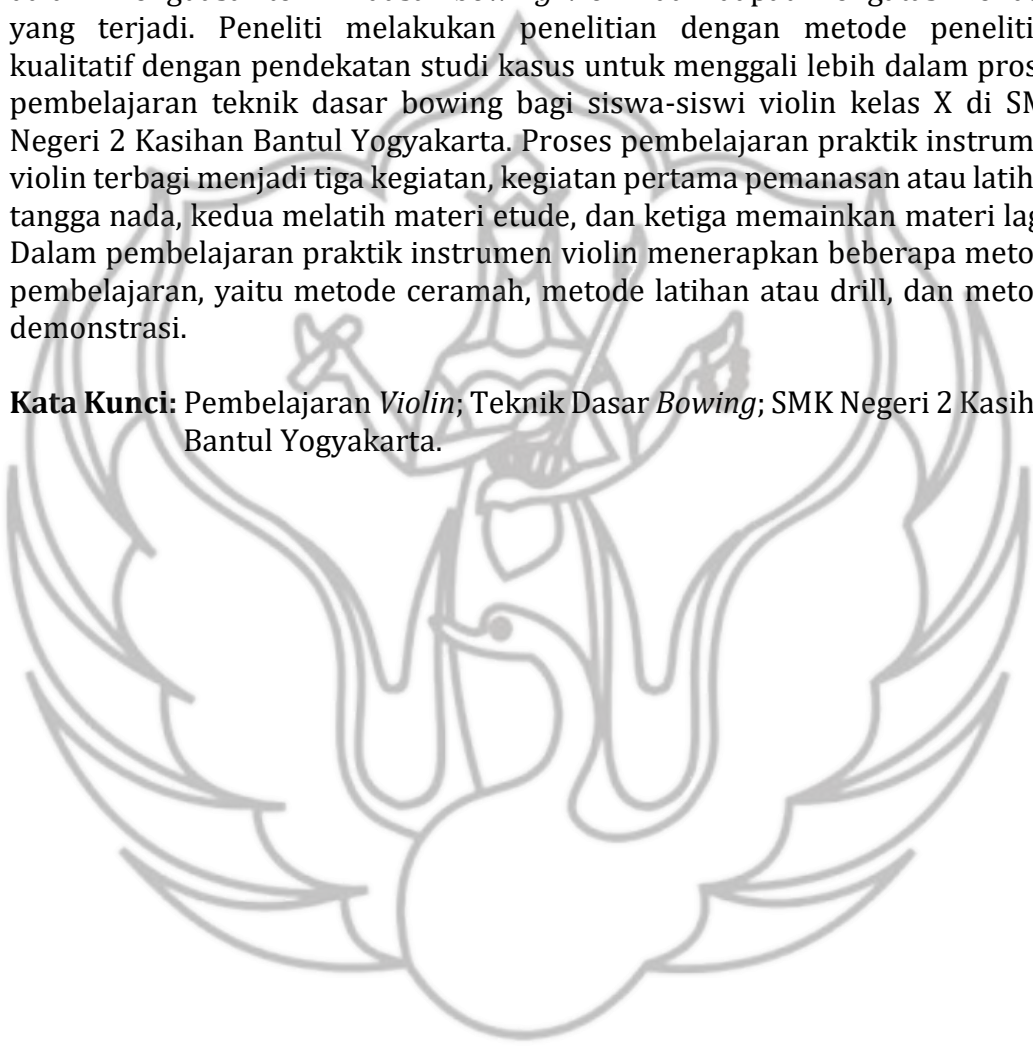 yang terjadi. Peneliti melakukan penelitian dengan metode peneliti
kualitatif dengan pendekatan studi kasus untuk menggali lebih dalam pros
pembelajaran teknik dasar bowing bagi siswa-siswi violin kelas X di SM
Negeri 2 Kasihan Bantul Yogyakarta. Proses pembelajaran praktik instrum
violin terbagi menjadi tiga kegiatan, kegiatan pertama pemanasan atau latih
tangga nada, kedua melatih materi etude, dan ketiga memainkan materi lag
Dalam pembelajaran praktik instrumen violin menerapkan beberapa meto
pembelajaran, yaitu metode ceramah, metode latihan atau drill, dan meto
demonstrasi.
Kata Kunci: Pembelajaran Violin; Teknik Dasar Bowing; SMK Negeri 2 Kasih
Bantul Yogyakarta.